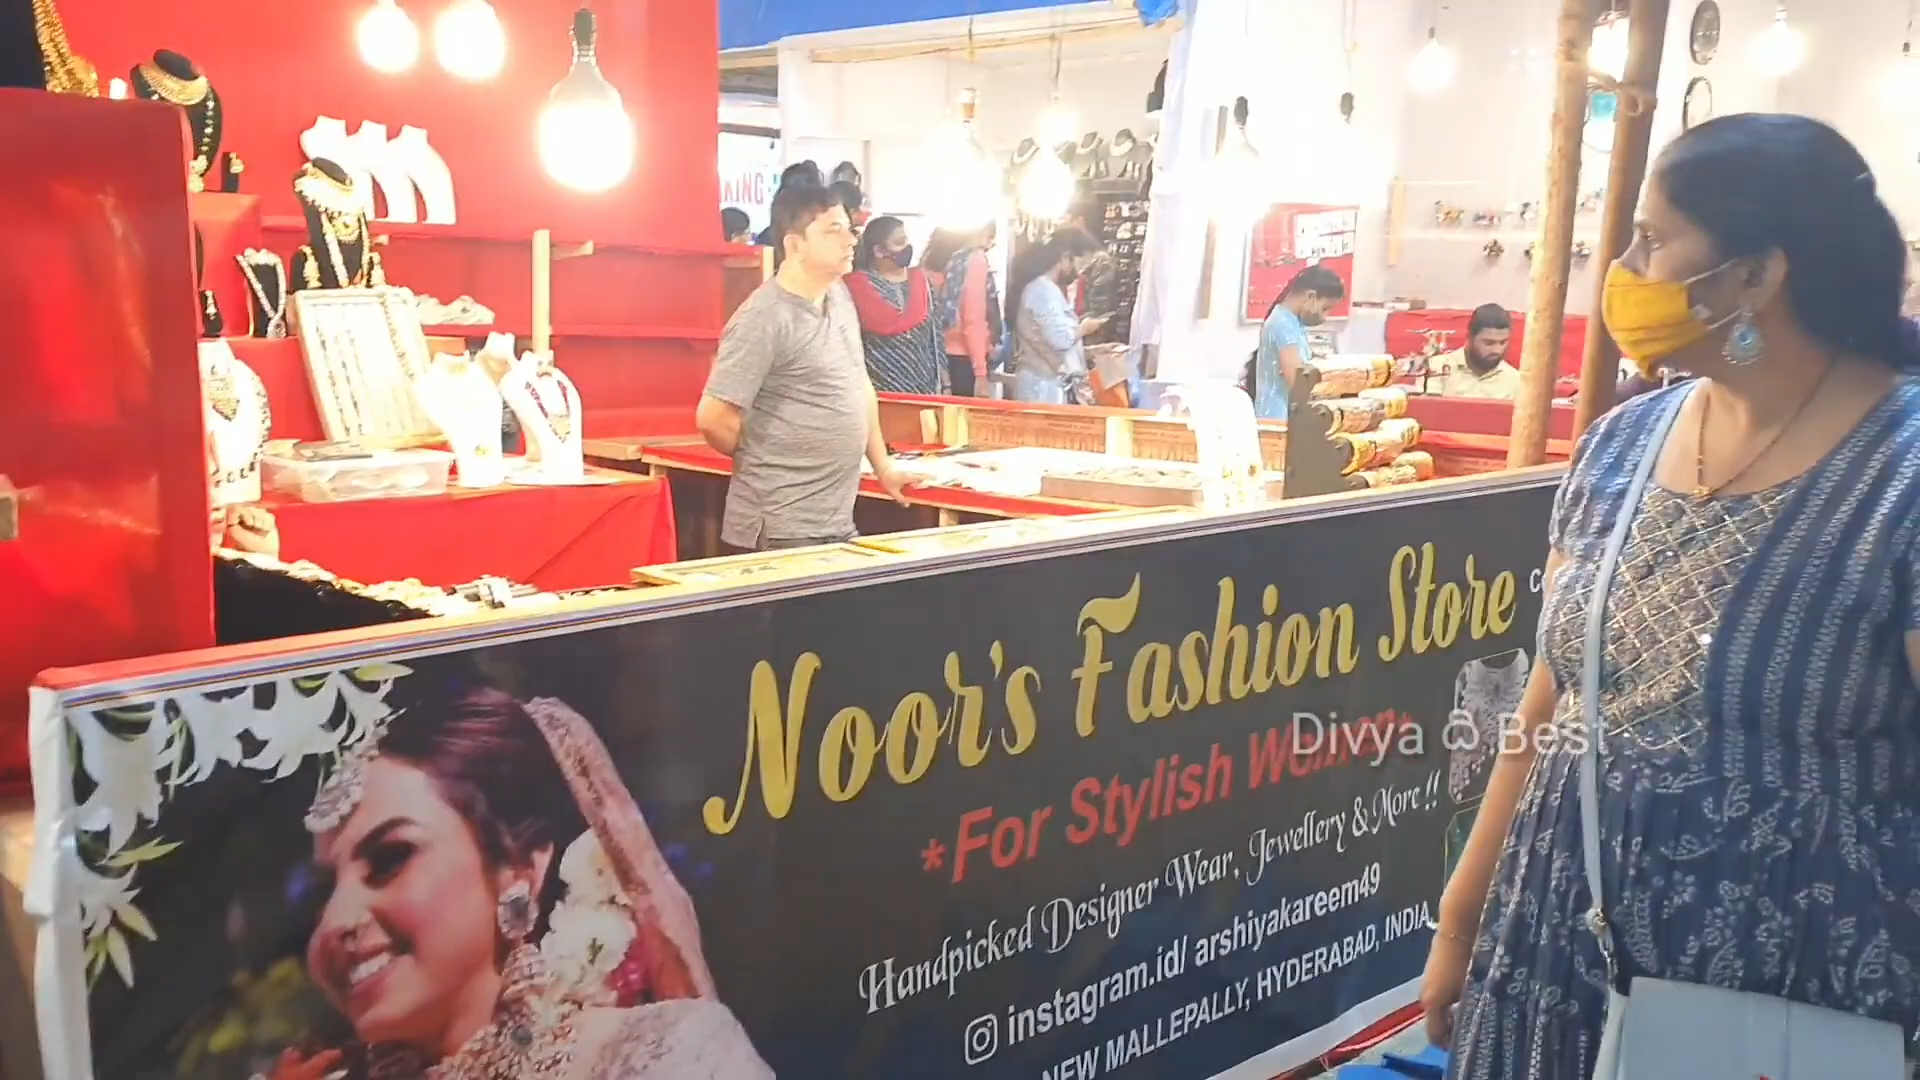 KING
Noor's Fashion Store
*For Stylish Women*
Handpicked Designer Wear, Jewellery & More !!
instagram.id/ arshiyakareem49
NEW MALLEPALLY, HYDERABAD, INDIA
Divya ది Best